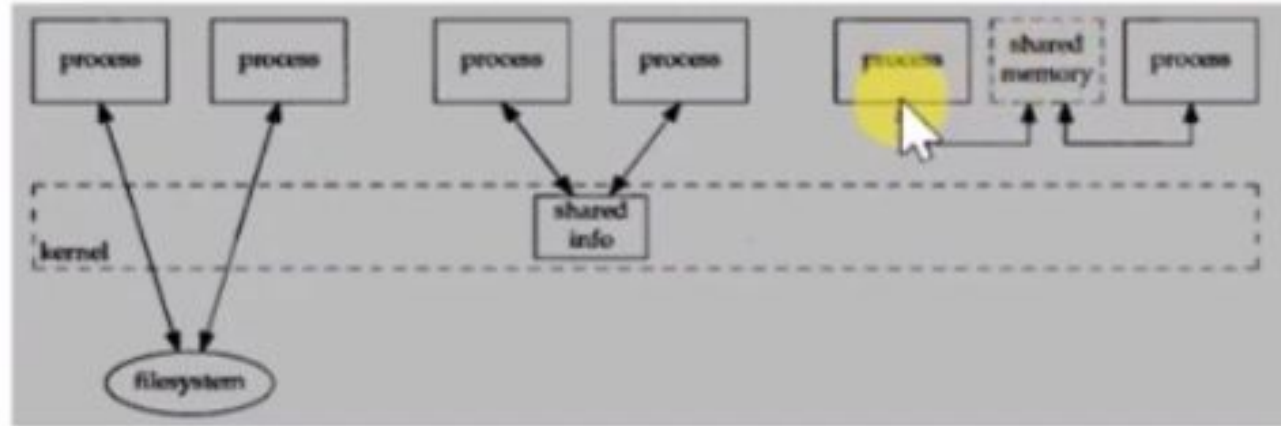 process
process
process
process
process
shared
memory
process
kernel
shared
info
filesystem